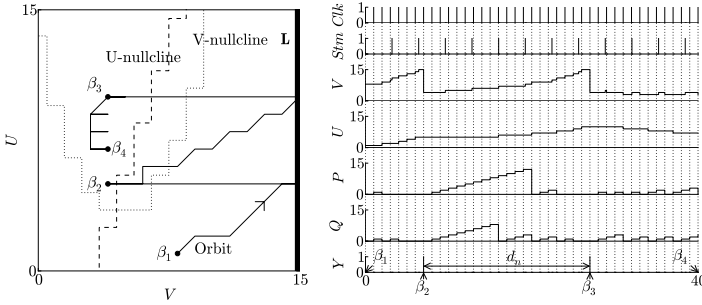 15
U
0
0
V
15
V-nullcline
L
U-nullcline
β3
β4
β2
β1
Orbit
Clk
1
0
Stm
1
0
V
15
0
U
15
0
P
15
0
Q
15
0
Y
1
0
β1
β2
dn
β3
β4
0
40